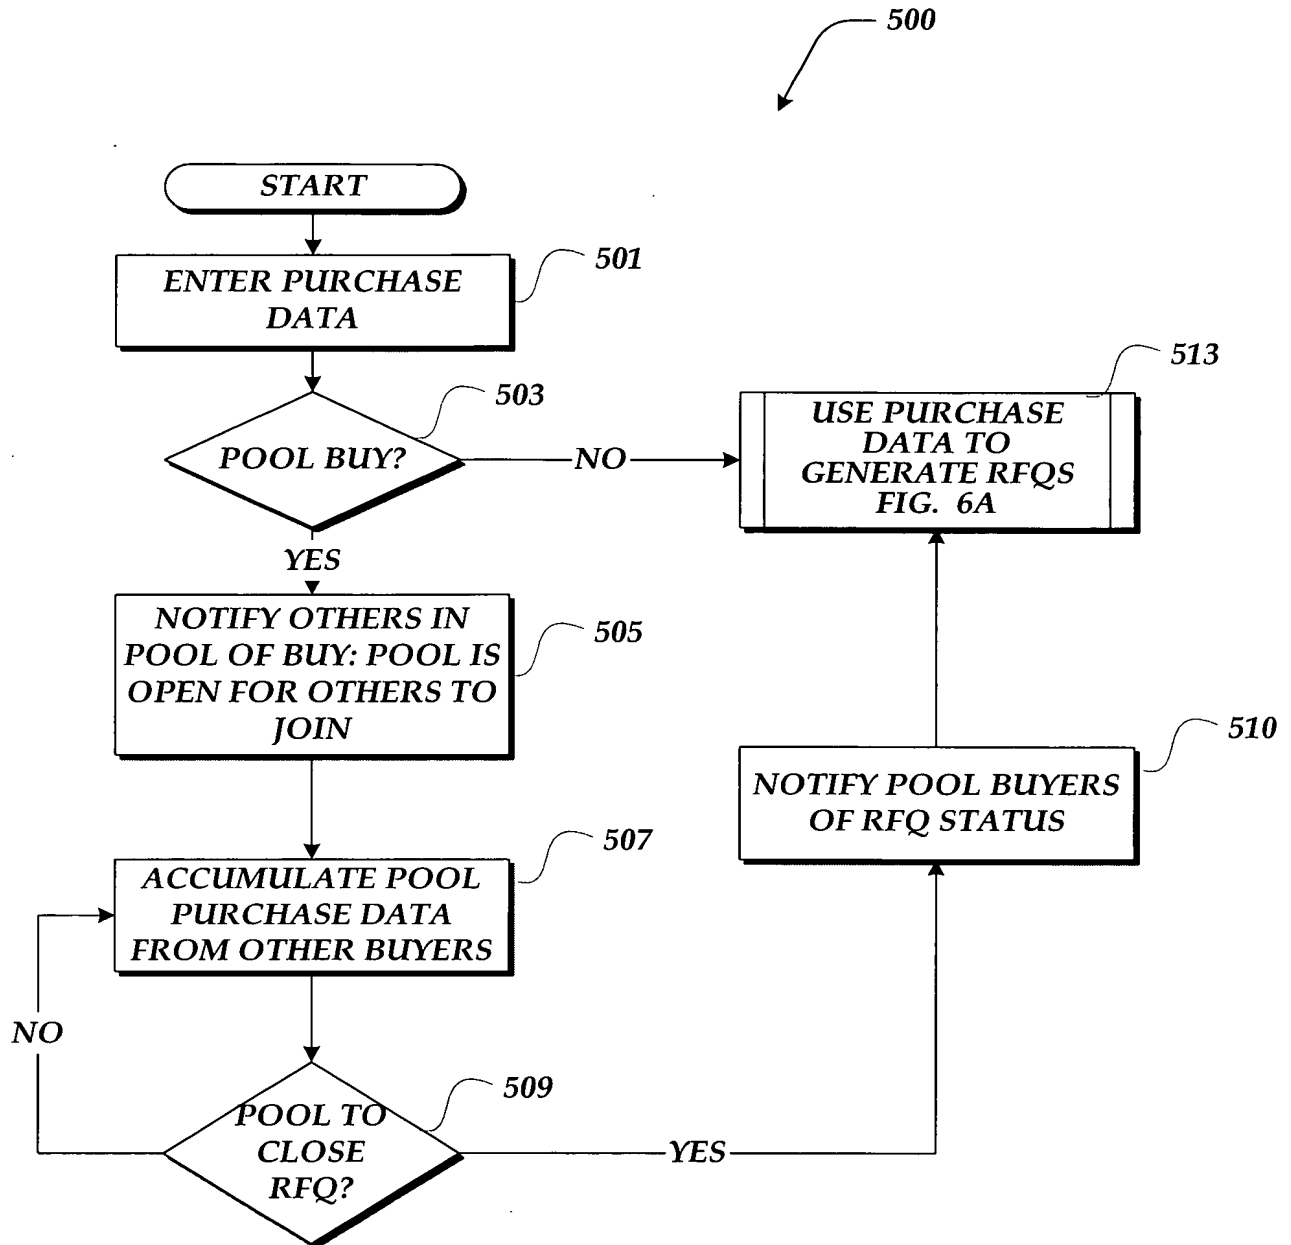 500
START
501
ENTER PURCHASE
DATA
503
POOL BUY?
NO
513
USE PURCHASE
DATA TO
GENERATE RFQS
FIG. 6A
YES
NOTIFY OTHERS IN
POOL OF BUY: POOL IS
OPEN FOR OTHERS TO
JOIN
505
510
NOTIFY POOL BUYERS
OF RFQ STATUS
507
ACCUMULATE POOL
PURCHASE DATA
FROM OTHER BUYERS
NO
509
POOL TO
CLOSE
RFQ?
YES